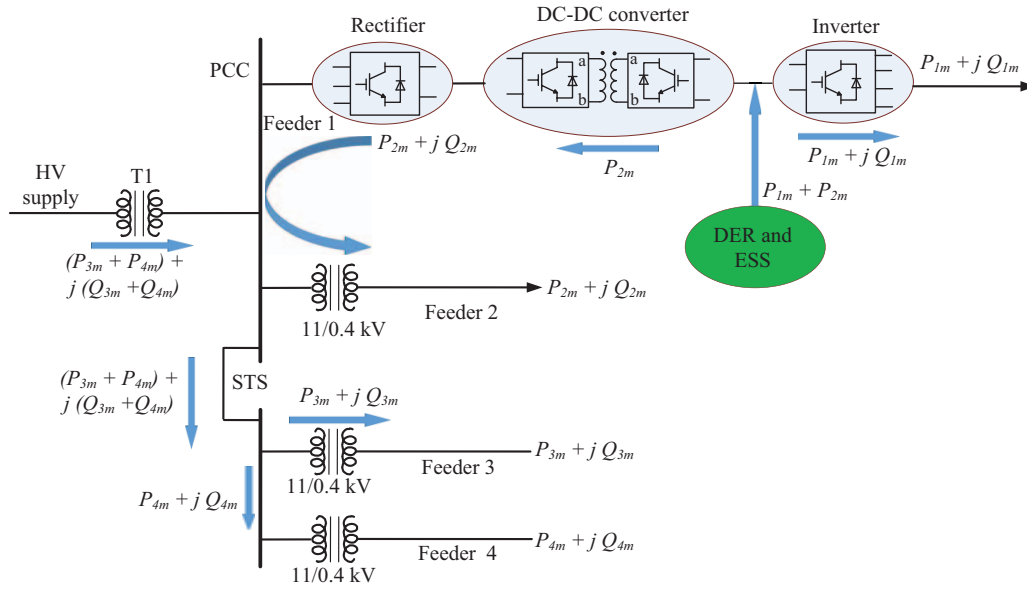 Rectifier
DC-DC converter
Inverter
PCC
a
b
a
b
P1m + j Q1m
Feeder 1
P2m + j Q2m
P2m
P1m + j Q1m
HV
supply
T1
P1m + P2m
DER and
ESS
(P3m + P4m) +
j (Q3m +Q4m)
P2m + j Q2m
Feeder 2
11/0.4 kV
(P3m + P4m) +
j (Q3m +Q4m)
STS
P3m + j Q3m
P3m + j Q3m
Feeder 3
11/0.4 kV
P4m + j Q4m
P4m + j Q4m
Feeder 4
11/0.4 kV